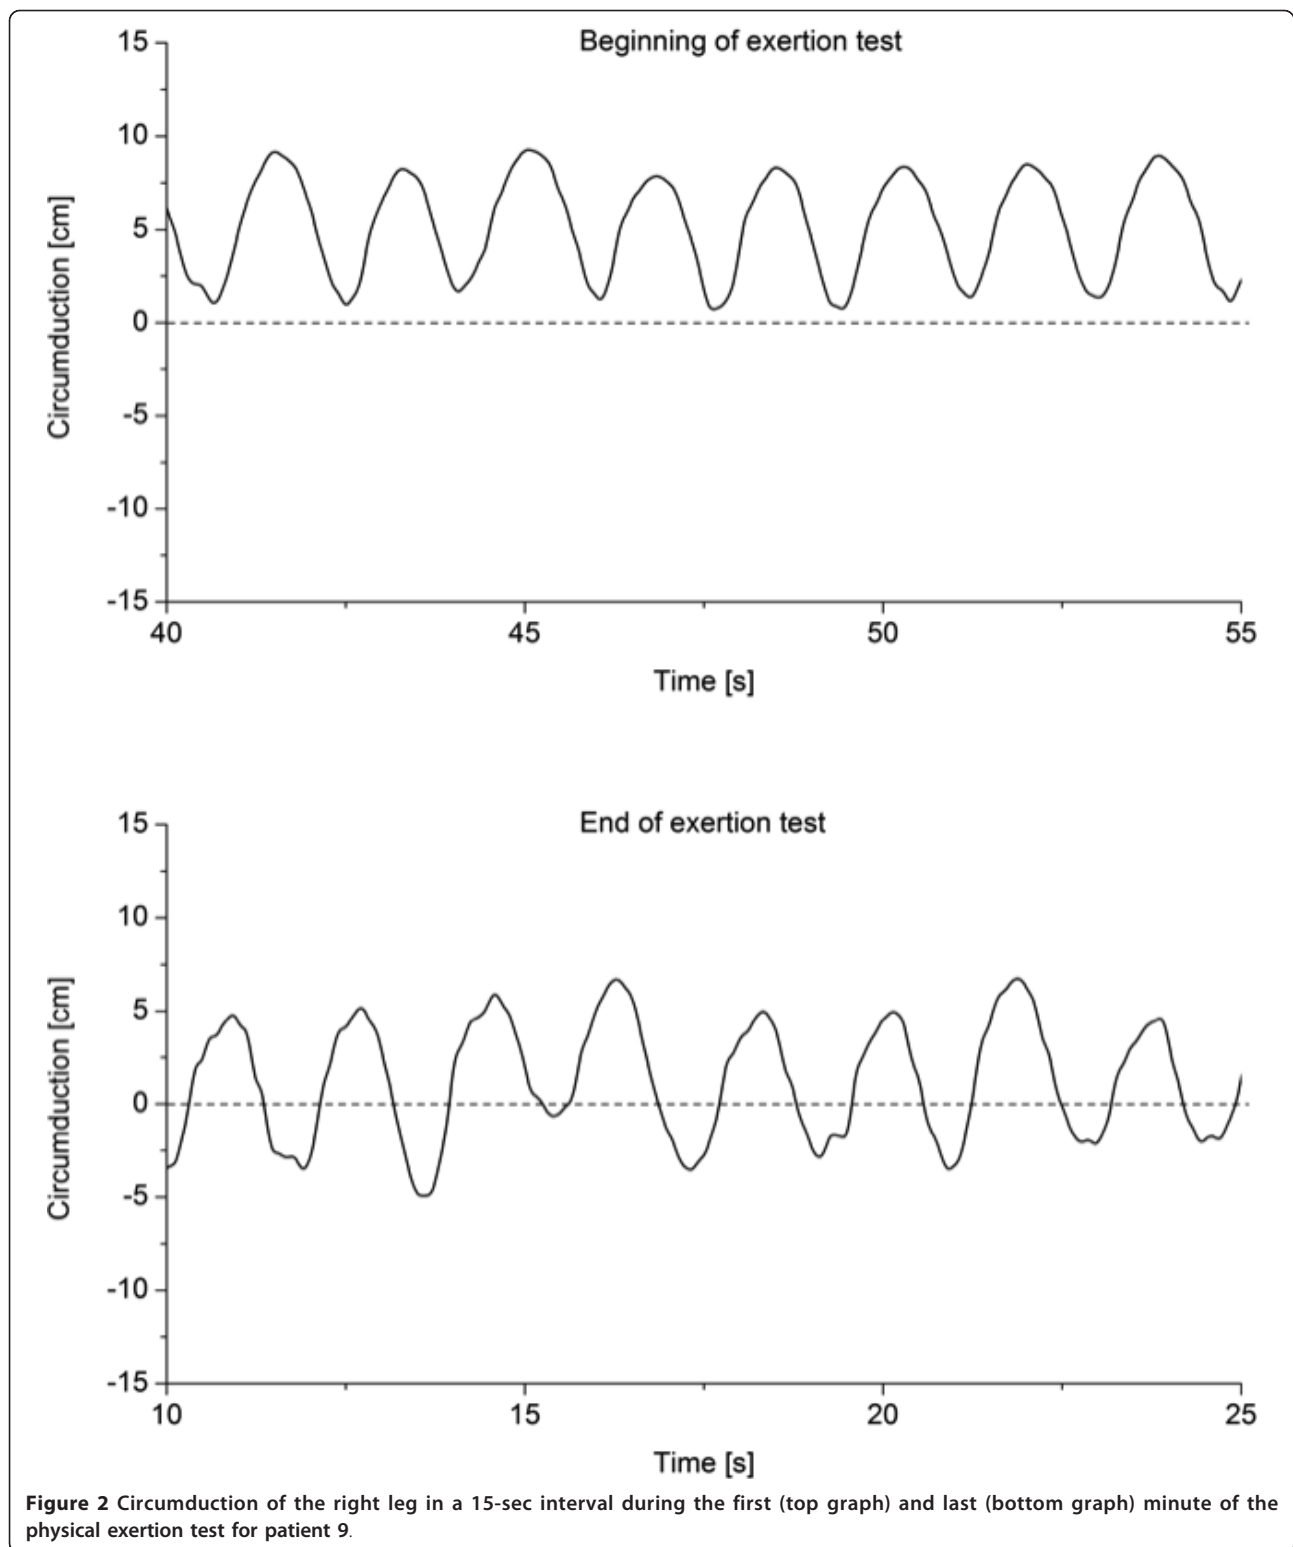 Beginning of exertion test
15
10
5
0
-5
-10
-15
Circumduction [cm]
40 45 50 55
Time [s]
End of exertion test
15
10
5
0
-5
-10
-15
Circumduction [cm]
10 15 20 25
Time [s]
Figure 2 Circumduction of the right leg in a 15-sec interval during the first (top graph) and last (bottom graph) minute of the
physical exertion test for patient 9.